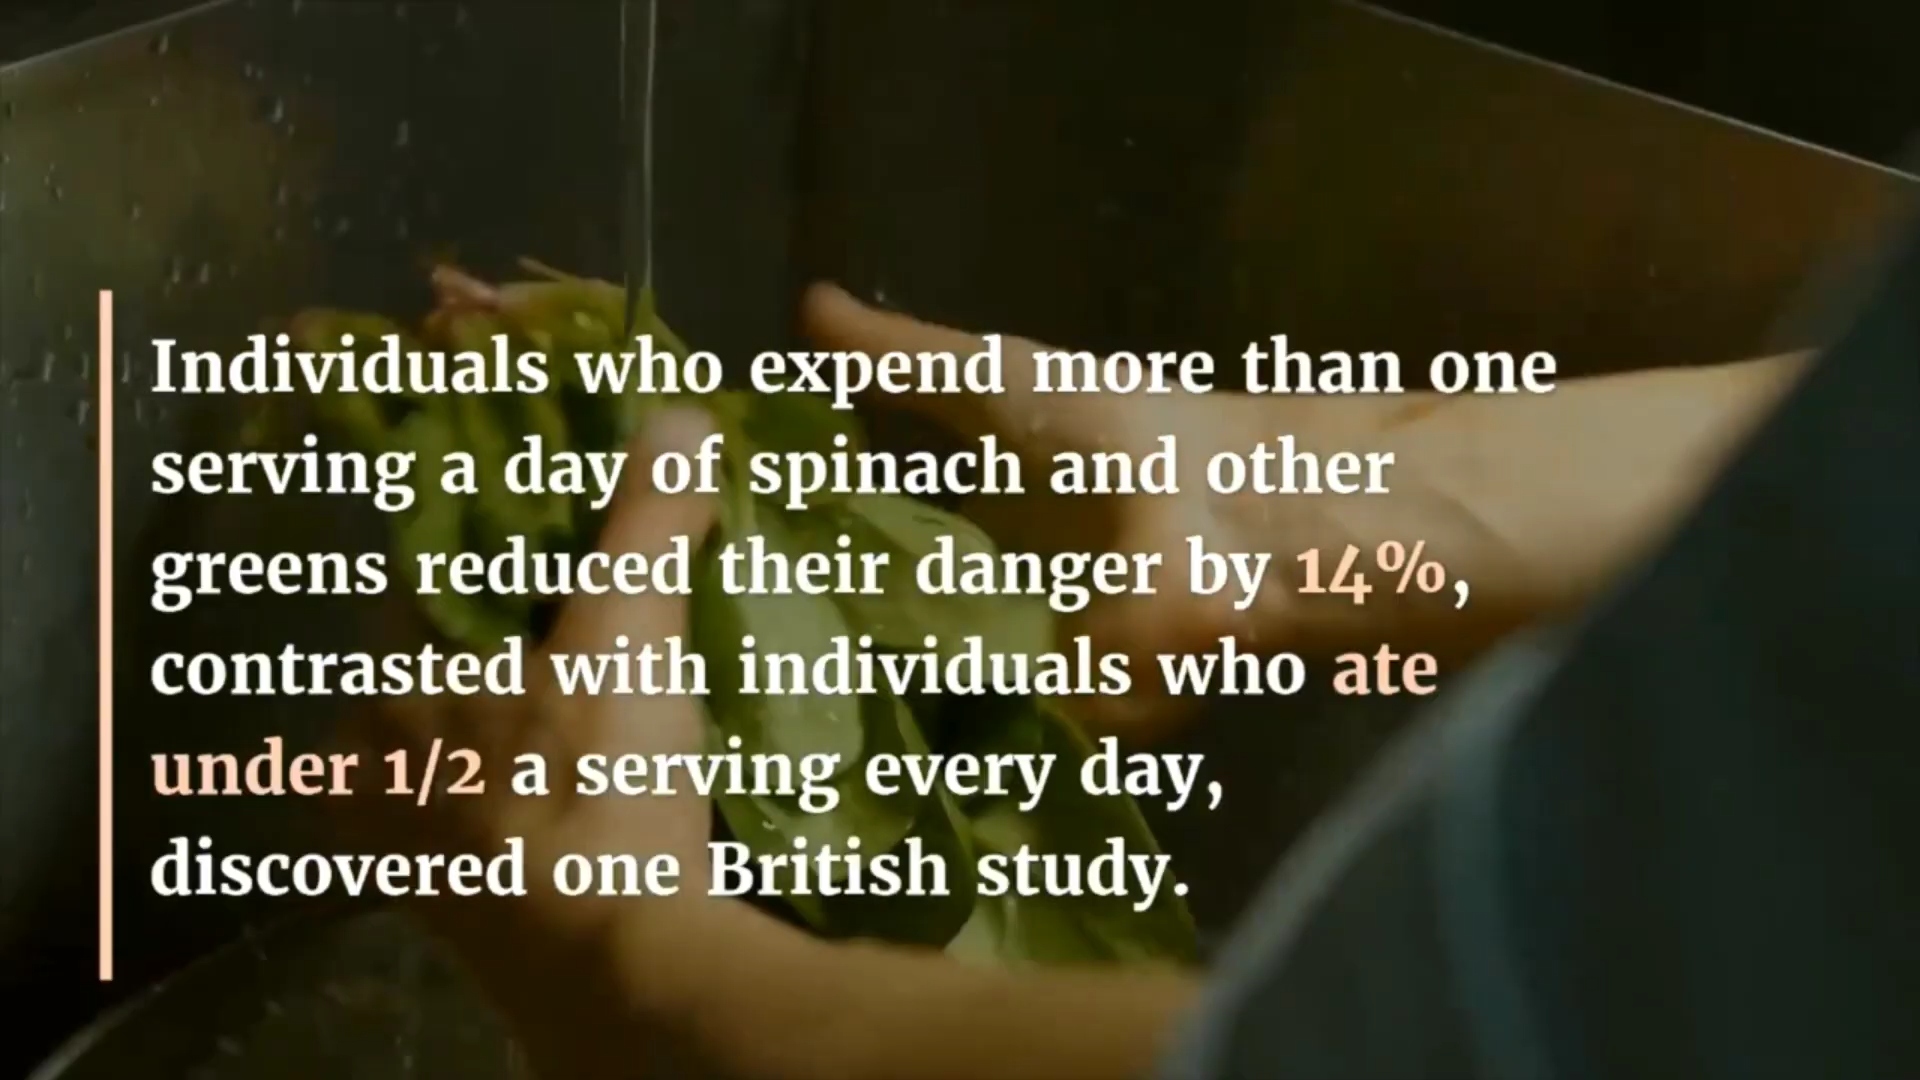 Individuals who expend more than one
serving a day of spinach and other
greens reduced their danger by 14%,
contrasted with individuals who ate
under 1/2 a serving every day,
discovered one British study.